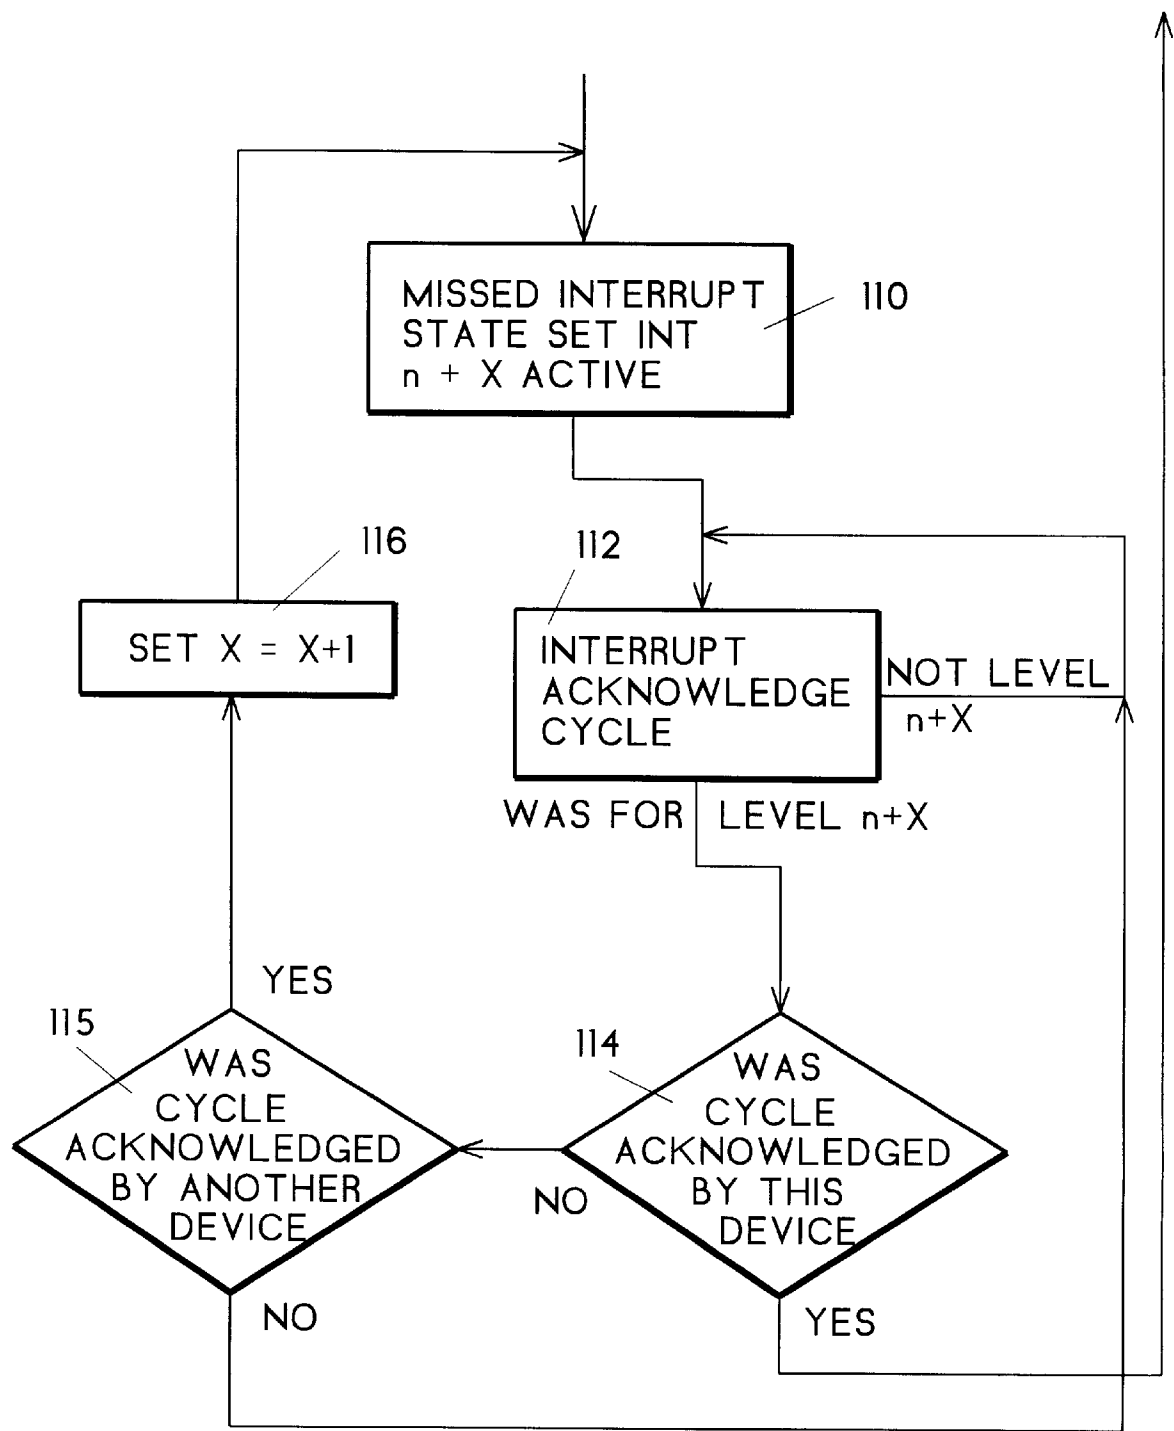 MISSED INTERRUPT
STATE SET INT
n + X ACTIVE
110
116
SET X = X+1
112
INTERRUPT
ACKNOWLEDGE
CYCLE
NOT LEVEL
n+X
WAS FOR LEVEL n+X
YES
115
WAS
CYCLE
ACKNOWLEDGED
BY ANOTHER
DEVICE
NO
114
WAS
CYCLE
ACKNOWLEDGED
BY THIS
DEVICE
NO
YES